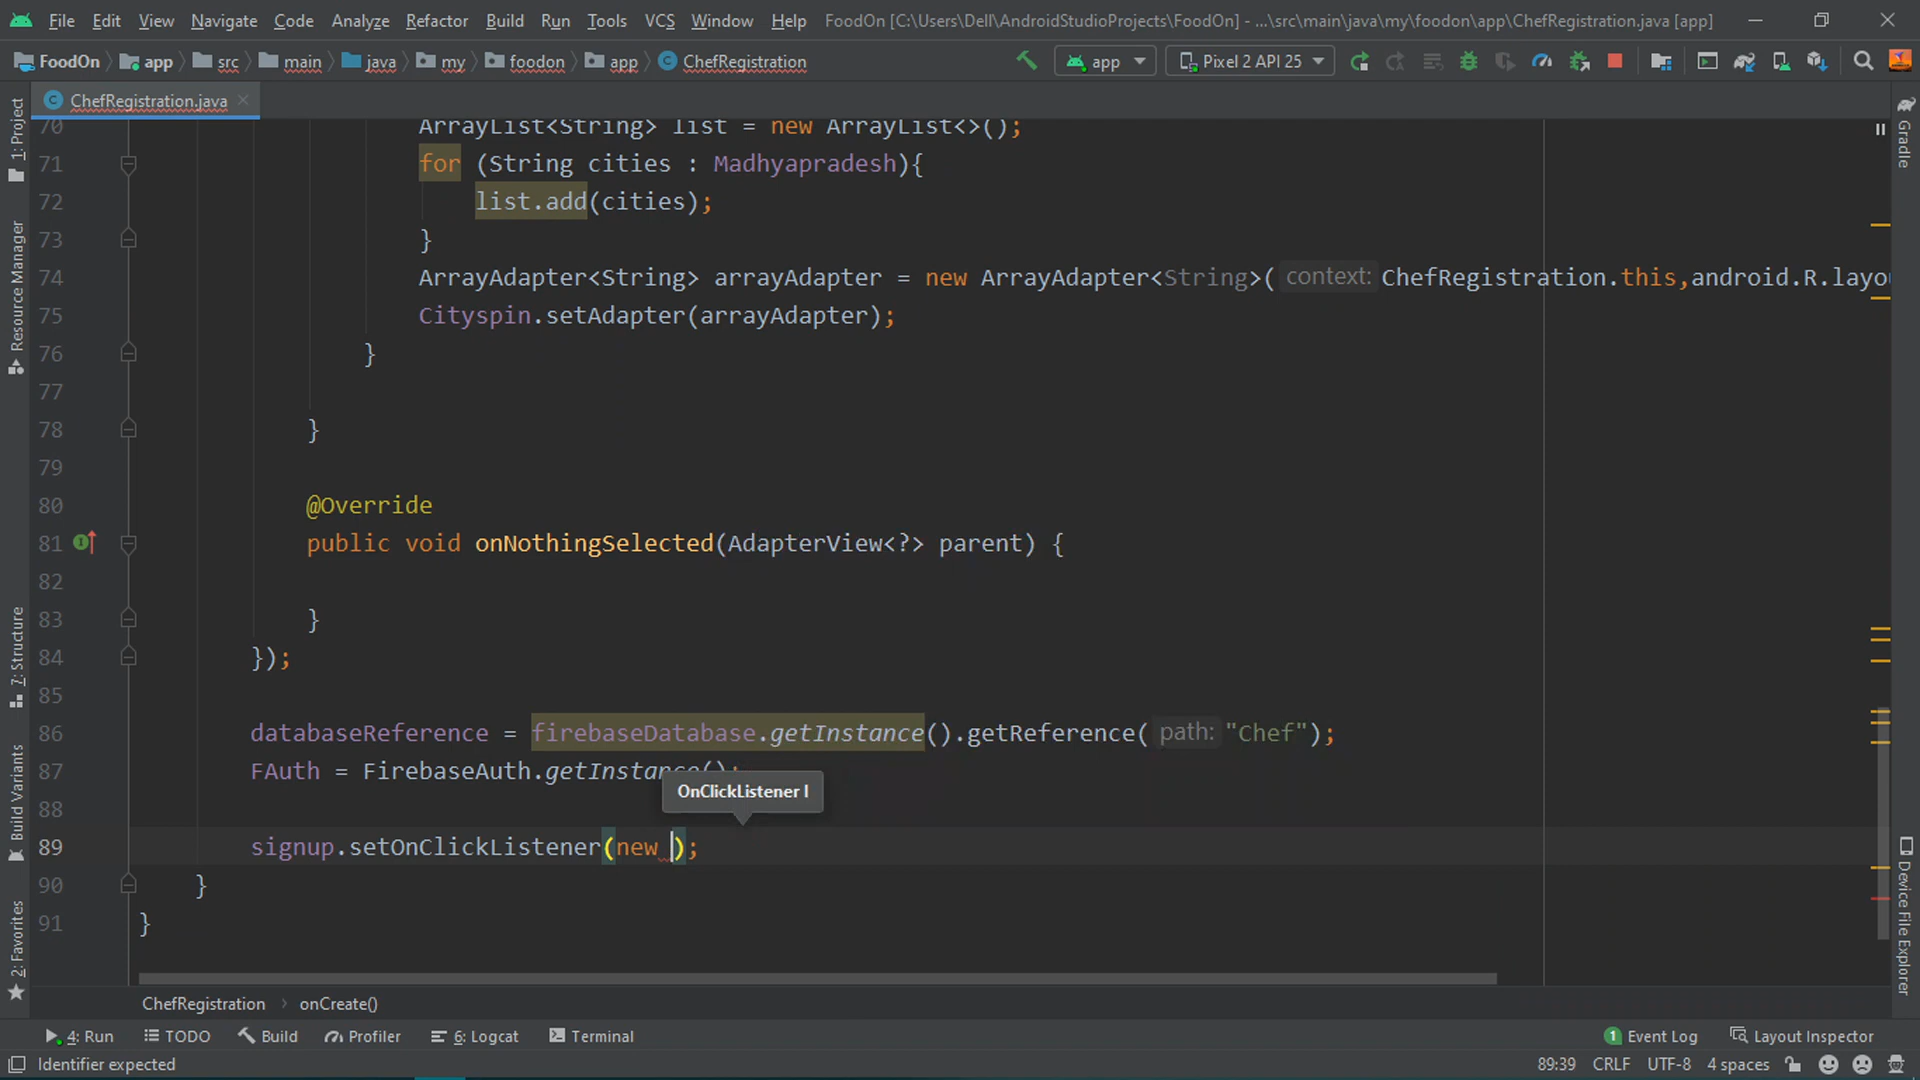 File Edit View Navigate Code Analyze Refactor Build Run Tools VCS Window Help FoodOn [C:\Users\Dell\AndroidStudioProjects\FoodOn] - ...\src\main\java\my\foodon\app\ChefRegistration.java [app]
FoodOn app src main java my foodon app ChefRegistration app Pixel 2 API 25
ChefRegistration.java
70 ArrayList<String> list = new ArrayList<>();
71 for (String cities : Madhyapradesh){
72 list.add(cities);
73 }
74 ArrayAdapter<String> arrayAdapter = new ArrayAdapter<String>( context: ChefRegistration.this,android.R.layou
75 Cityspin.setAdapter(arrayAdapter);
76 }
77
78 }
79
80 @Override
81 public void onNothingSelected(AdapterView<?> parent) {
82
83 }
84 });
85
86 databaseReference = firebaseDatabase.getInstance().getReference( path: "Chef");
87 FAuth = FirebaseAuth.getInstance();
OnClickListener l
88
89 signup.setOnClickListener(new );
90 }
91 }
ChefRegistration › onCreate()
4: Run TODO Build Profiler 6: Logcat Terminal 1 Event Log Layout Inspector
Identifier expected 89:39 CRLF UTF-8 4 spaces
1: Project
Resource Manager
7: Structure
Build Variants
2: Favorites
Gradle
Device File Explorer